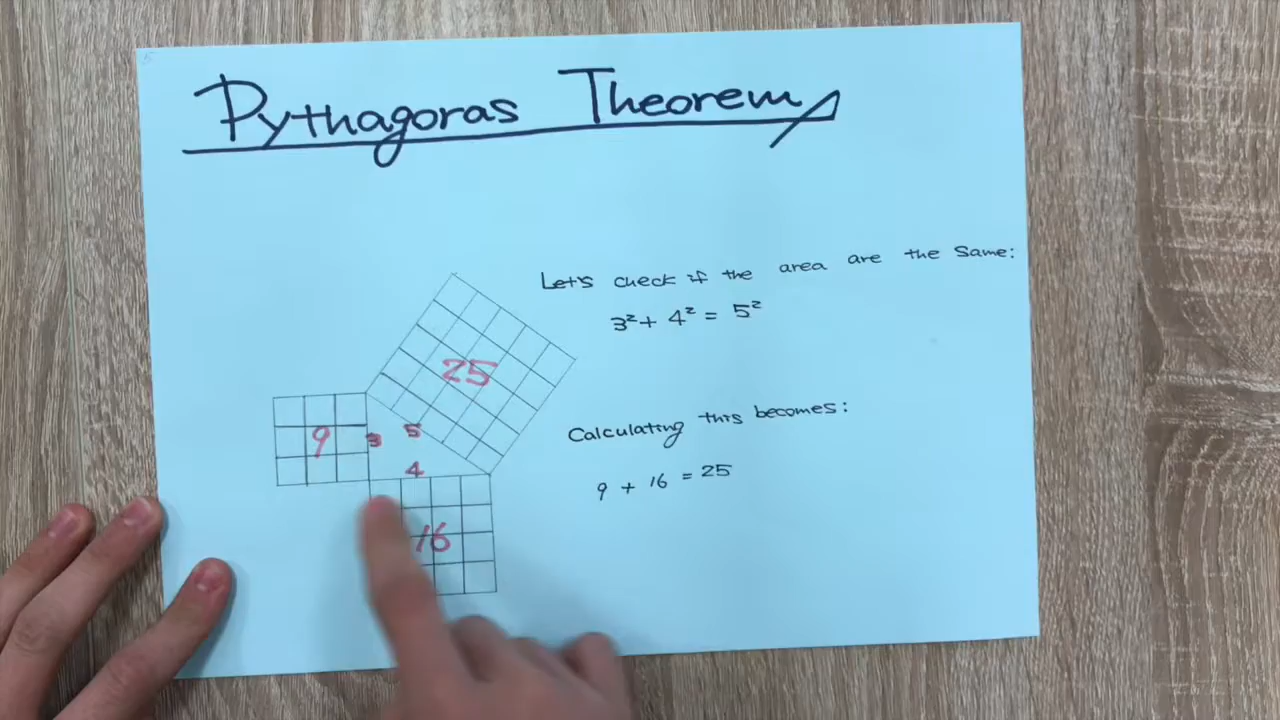 Pythagoras Theorem
Let's check if the area are the Same:
3² + 4² = 5²
25
Calculating this becomes:
9 3 5
4
9 + 16 = 25
16